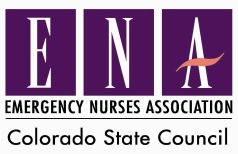 ENA
EMERGENCY NURSES ASSOCIATION
Colorado State Council